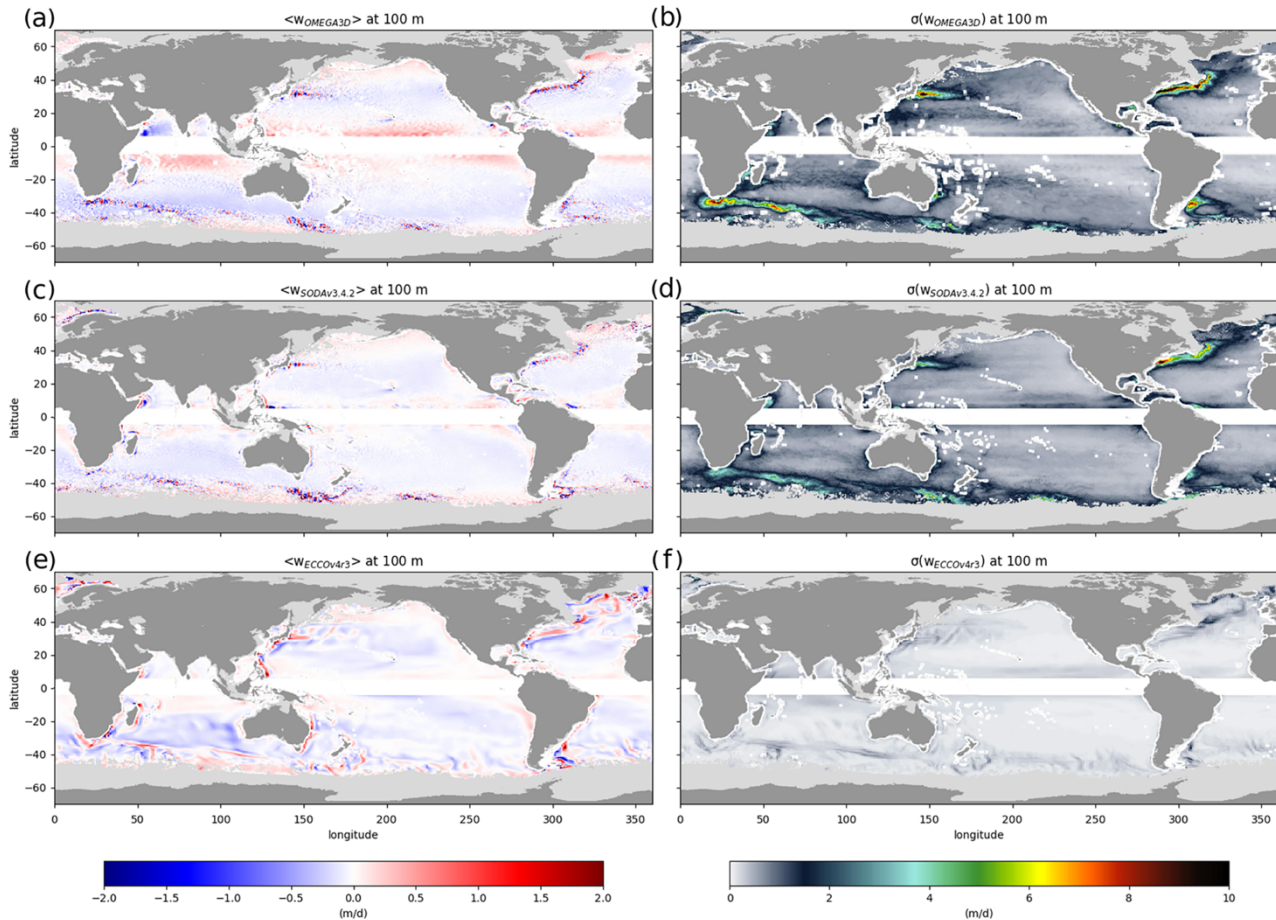 (a) <w_OMEGA3D> at 100 m
(b) σ(w_OMEGA3D) at 100 m
60
40
20
0
−20
−40
−60
latitude
(c) <w_SODAv3.4.2> at 100 m
(d) σ(w_SODAv3.4.2) at 100 m
60
40
20
0
−20
−40
−60
latitude
(e) <w_ECCOv4r3> at 100 m
(f) σ(w_ECCOv4r3) at 100 m
60
40
20
0
−20
−40
−60
latitude
0 50 100 150 200 250 300 350
longitude
0 50 100 150 200 250 300 350
longitude
−2.0 −1.5 −1.0 −0.5 0.0 0.5 1.0 1.5 2.0
(m/d)
0 2 4 6 8 10
(m/d)